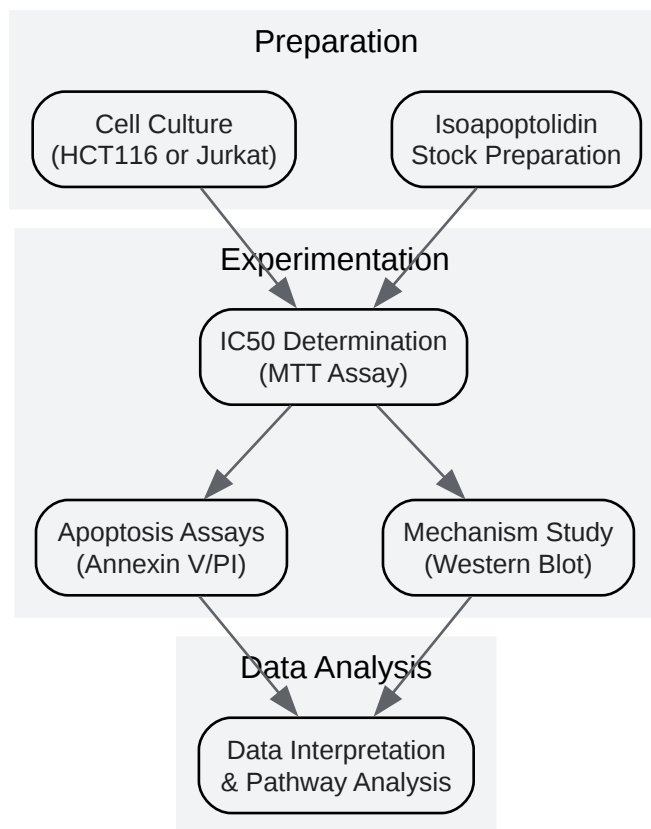 Preparation
Cell Culture
(HCT116 or Jurkat)
Isoapoptolidin
Stock Preparation
Experimentation
IC50 Determination
(MTT Assay)
Apoptosis Assays
(Annexin V/PI)
Mechanism Study
(Western Blot)
Data Analysis
Data Interpretation
& Pathway Analysis